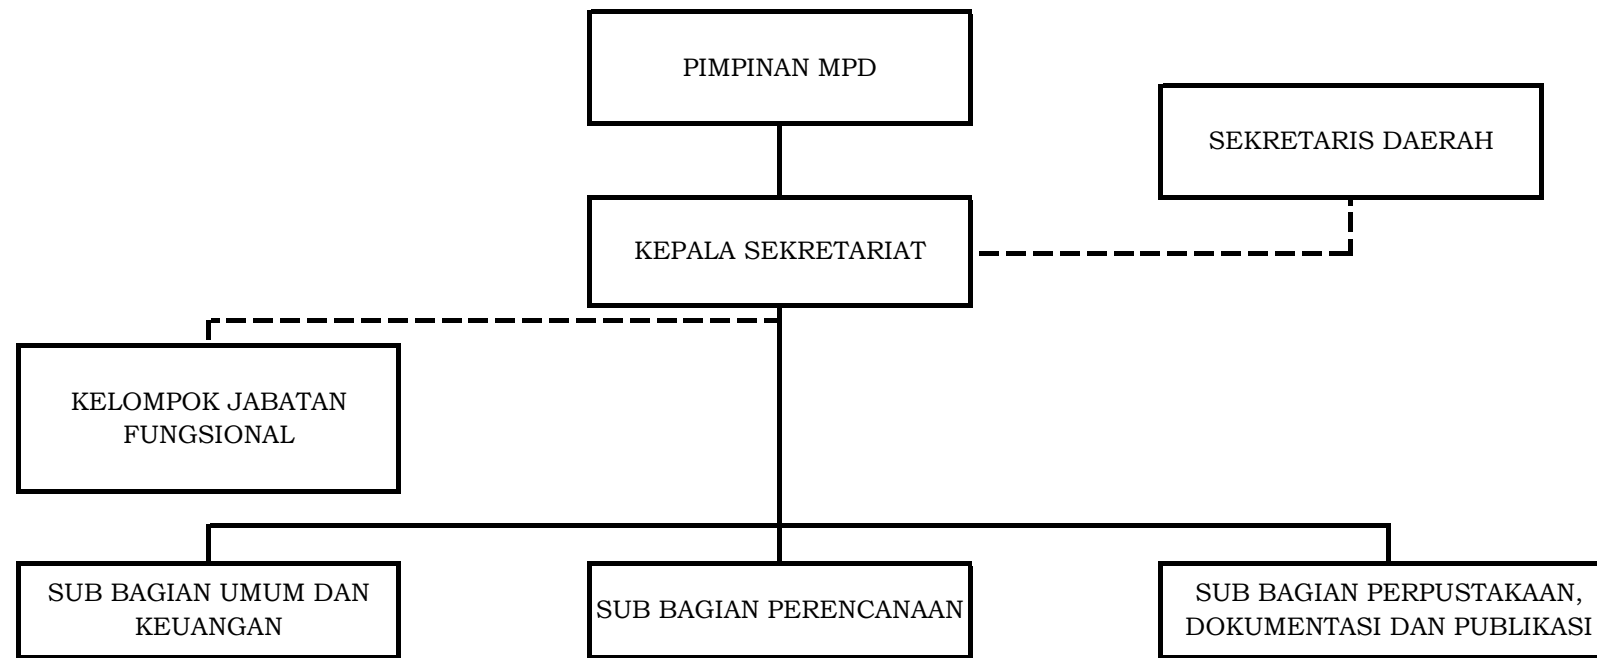 PIMPINAN MPD
SEKRETARIS DAERAH
KEPALA SEKRETARIAT
KELOMPOK JABATAN
FUNGSIONAL
SUB BAGIAN UMUM DAN
KEUANGAN
SUB BAGIAN PERENCANAAN
SUB BAGIAN PERPUSTAKAAN,
DOKUMENTASI DAN PUBLIKASI